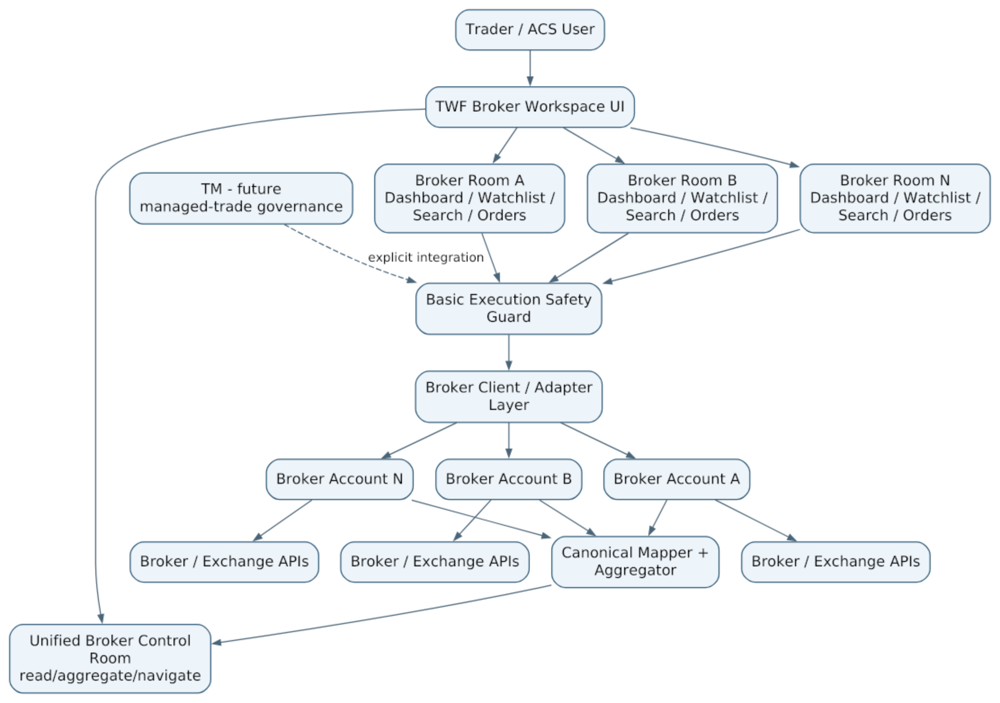 Trader / ACS User
TWF Broker Workspace UI
TM - future
managed-trade governance
Broker Room A
Dashboard / Watchlist /
Search / Orders
Broker Room B
Dashboard / Watchlist /
Search / Orders
Broker Room N
Dashboard / Watchlist /
Search / Orders
explicit integration
Basic Execution Safety
Guard
Broker Client / Adapter
Layer
Broker Account N
Broker Account B
Broker Account A
Broker / Exchange APIs
Broker / Exchange APIs
Canonical Mapper +
Aggregator
Broker / Exchange APIs
Unified Broker Control
Room
read/aggregate/navigate